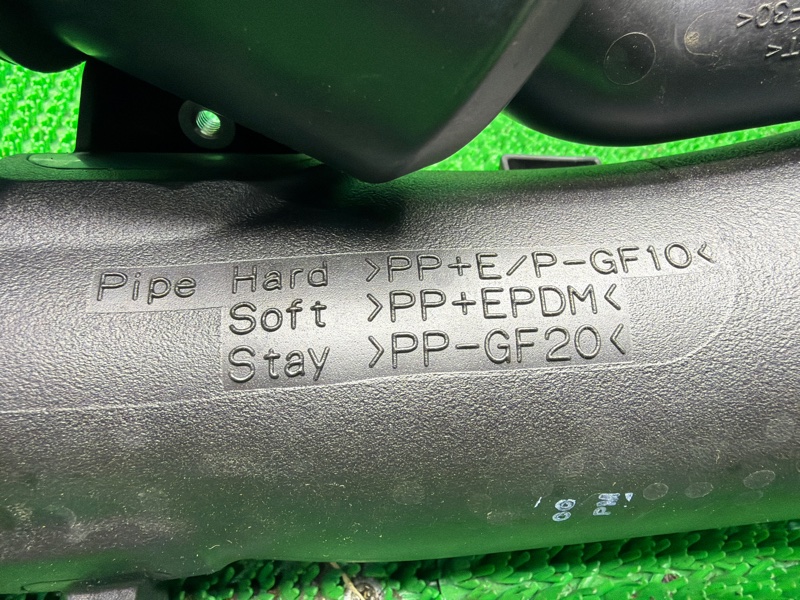 Pipe Hard >PP+E/P-GF10<
Soft >PP+EPDM<
Stay >PP-GF20<